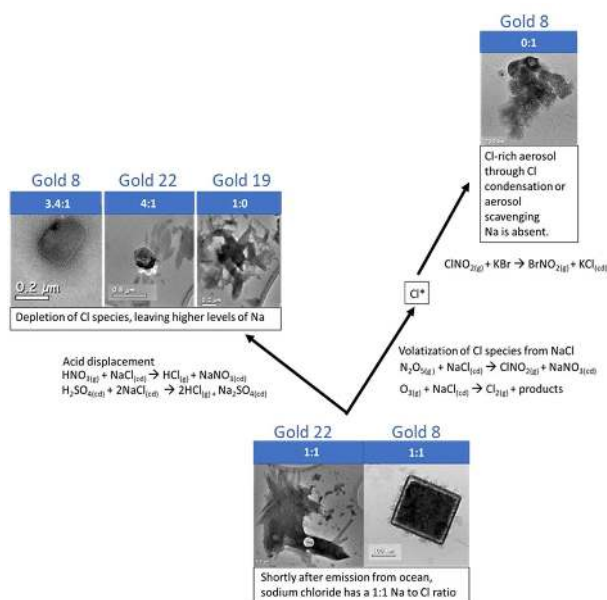 Gold 8
0:1
Cl-rich aerosol
through Cl
condensation or
aerosol
scavenging
Na is absent.
Gold 8 Gold 22 Gold 19
3.4:1 4:1 1:0
0.2 µm
Depletion of Cl species, leaving higher levels of Na
ClNO2(g) + KBr → BrNO2(g) + KCl(cd)
Cl*
Acid displacement
HNO3(g) + NaCl(cd) → HCl(g) + NaNO3(cd)
H2SO4(cd) + 2NaCl(cd) → 2HCl(g) + Na2SO4(cd)
Volatization of Cl species from NaCl
N2O5(g) + NaCl(cd) → ClNO2(g) + NaNO3(cd)
O3(g) + NaCl(cd) → Cl2(g) + products
Gold 22 Gold 8
1:1 1:1
Shortly after emission from ocean,
sodium chloride has a 1:1 Na to Cl ratio